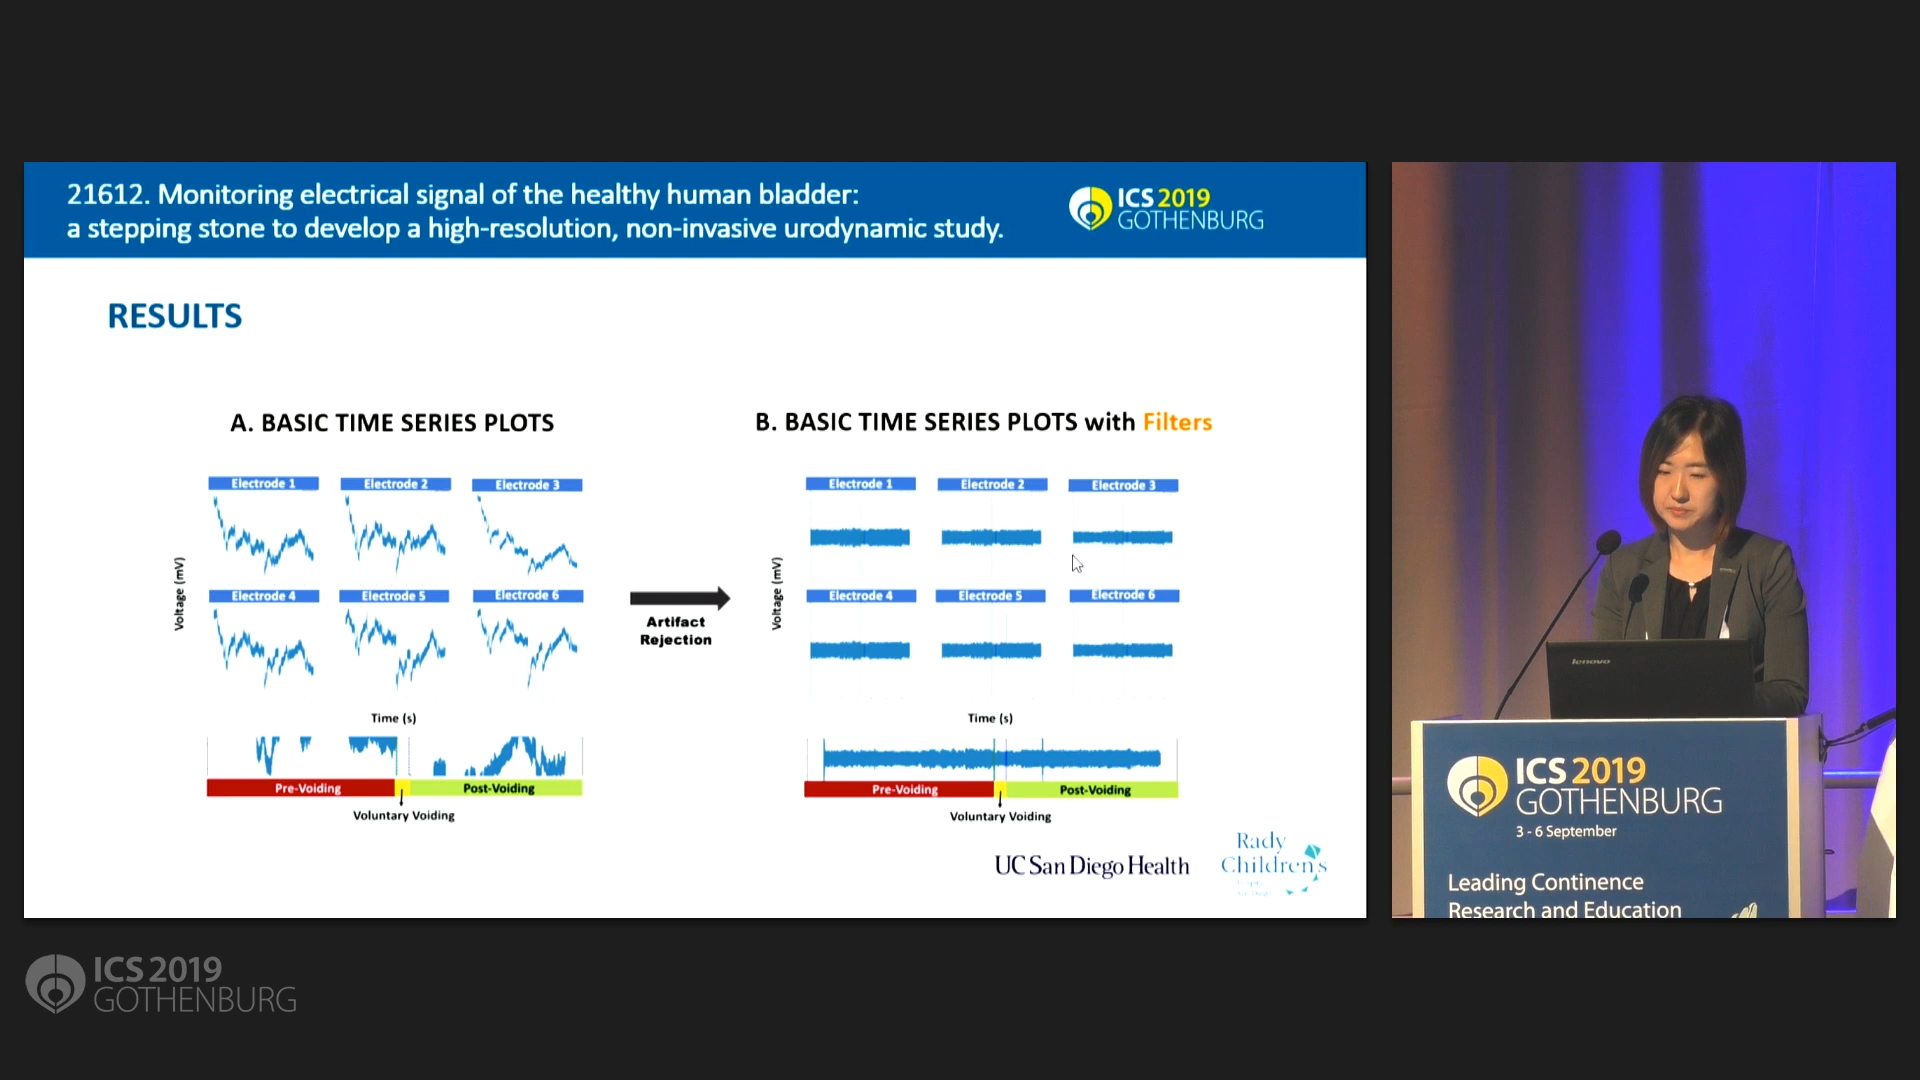 21612. Monitoring electrical signal of the healthy human bladder:
a stepping stone to develop a high-resolution, non-invasive urodynamic study.
ICS 2019
GOTHENBURG
RESULTS
A. BASIC TIME SERIES PLOTS
Electrode 1
Electrode 2
Electrode 3
Voltage (mV)
Electrode 4
Electrode 5
Electrode 6
Time (s)
Pre-Voiding
Post-Voiding
Voluntary Voiding
Artifact
Rejection
B. BASIC TIME SERIES PLOTS with Filters
Electrode 1
Electrode 2
Electrode 3
Voltage (mV)
Electrode 4
Electrode 5
Electrode 6
Time (s)
Pre-Voiding
Post-Voiding
Voluntary Voiding
UC San Diego Health
Rady
Children's
lenovo
ICS 2019
GOTHENBURG
3 - 6 September
Leading Continence
Research and Education
ICS 2019
GOTHENBURG